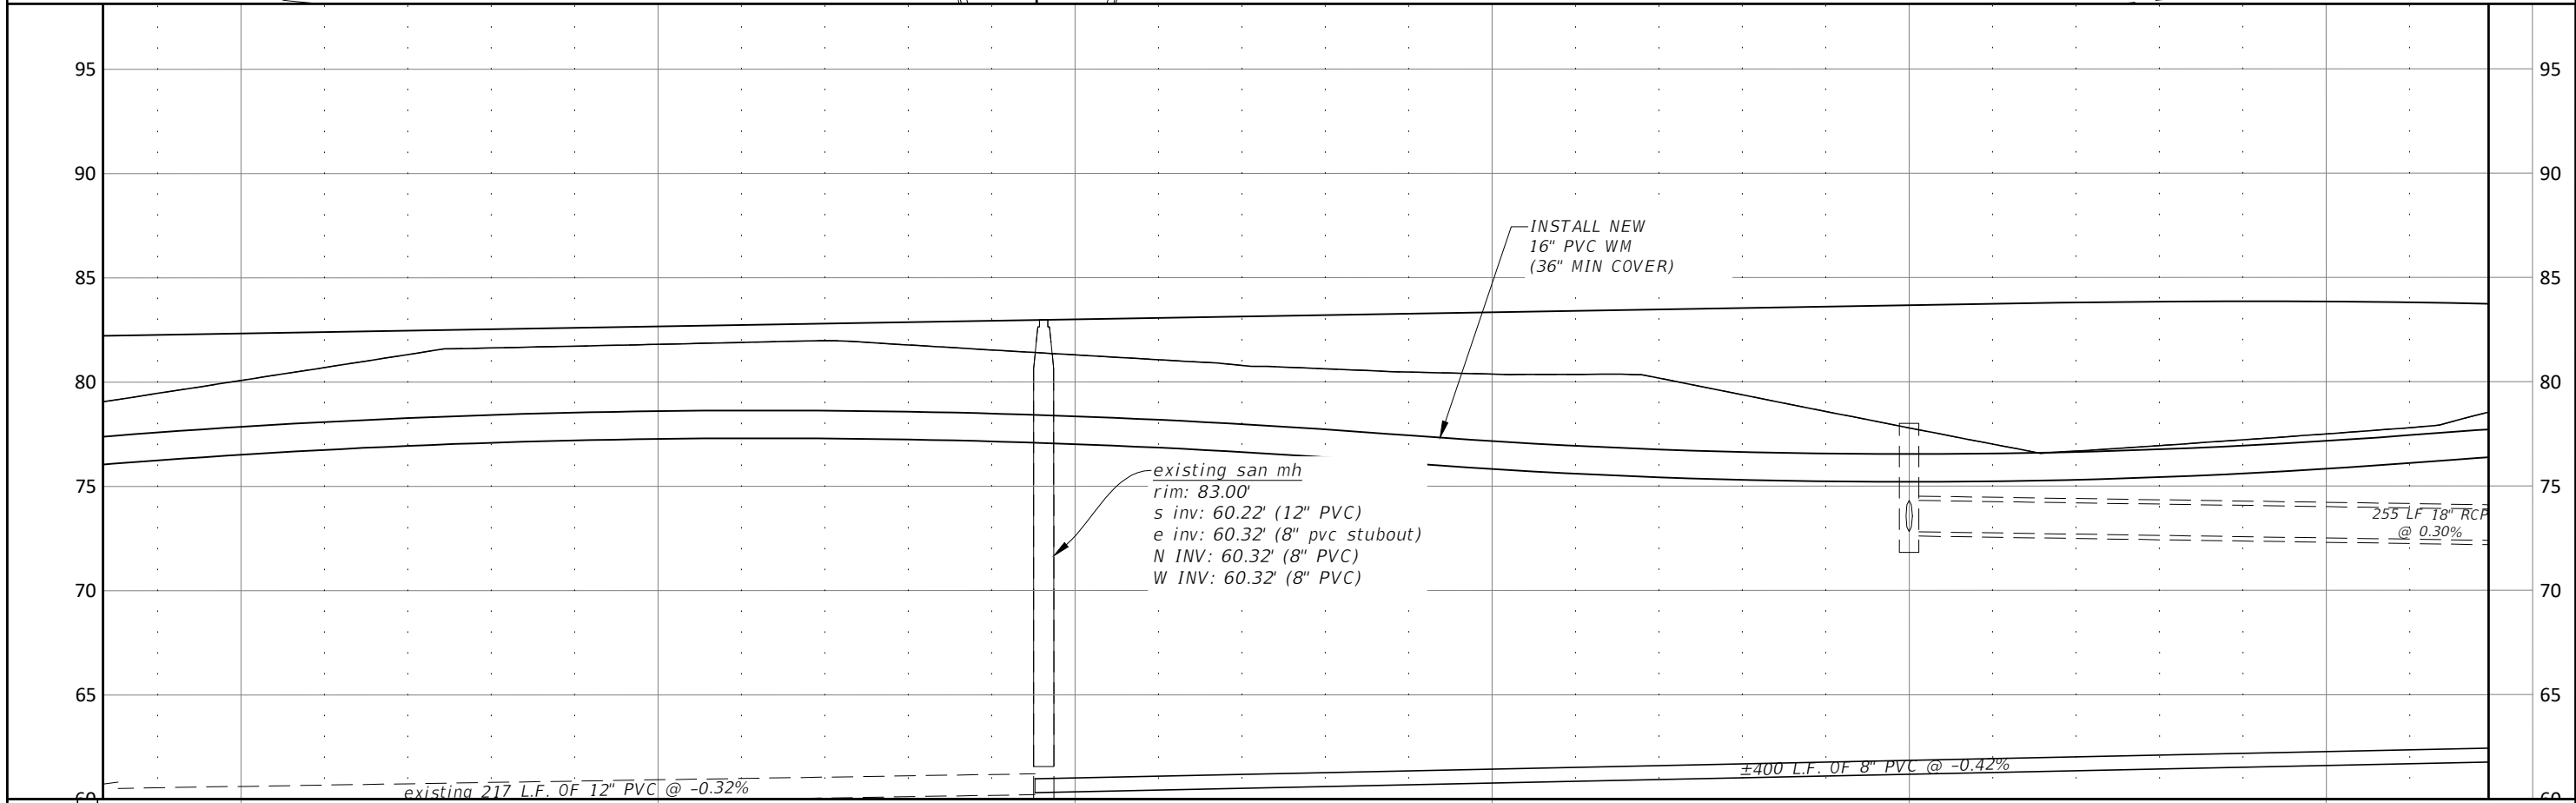 95 95
90 90
INSTALL NEW
16" PVC WM
(36" MIN COVER)
85 85
80 80
existing san mh
rim: 83.00'
s inv: 60.22' (12" PVC)
e inv: 60.32' (8" pvc stubout)
N INV: 60.32' (8" PVC)
W INV: 60.32' (8" PVC)
75 75
255 LF 18" RCP
@ 0.30%
70 70
65 65
±400 L.F. OF 8" PVC @ -0.42%
existing 217 L.F. OF 12" PVC @ -0.32%
60 60